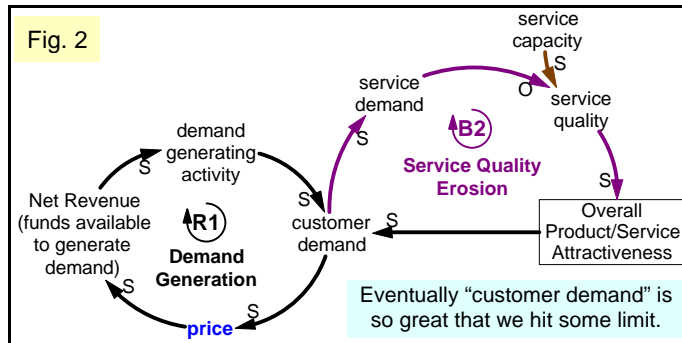 Fig. 2
service
capacity
S
service
demand
O
service
quality
S
B2
Service Quality
Erosion
S
demand
generating
activity
S
S
Net Revenue
(funds available
to generate
demand)
R1
Demand
Generation
customer
demand
S
Overall
Product/Service
Attractiveness
S
S
price
Eventually “customer demand” is
so great that we hit some limit.